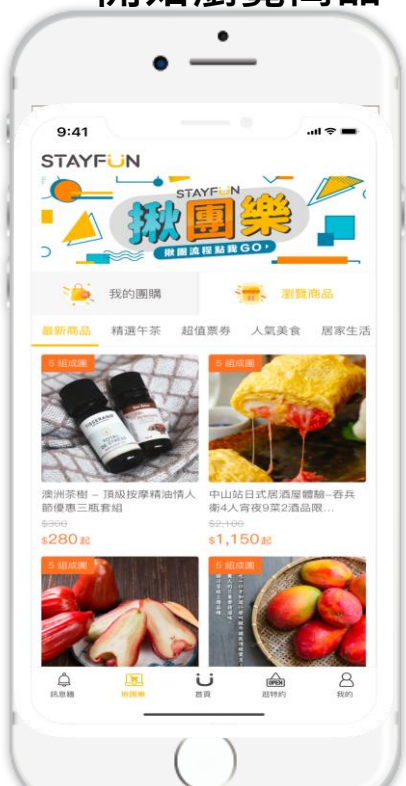 9:41
STAYFUN
STAYFUN
揪團樂
揪團流程點我GO
我的團購
瀏覽商品
最新商品 精選午茶 超值票券 人氣美食 居家生活
5 組成團
5 組成團
澳洲茶樹 – 頂級按摩精油情人節優惠三瓶套組
$300
$280 起
中山站日式居酒屋體驗–吞兵衛4人宵夜9菜2酒品限...
$2,100
$1,150 起
5 組成團
5 組成團
訊息牆
揪團樂
首頁
OPEN
逛特約
我的